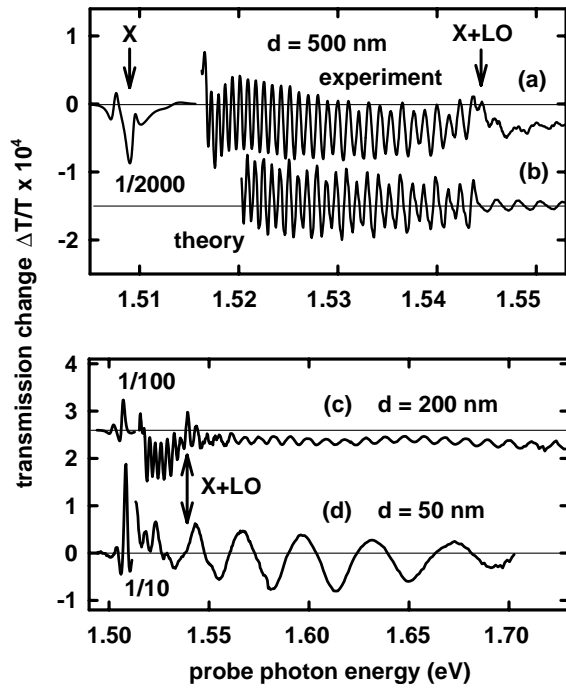 X
d = 500 nm
X+LO
experiment
(a)
1
0
-1
-2
1/2000
(b)
theory
1.51
1.52
1.53
1.54
1.55
transmission change ΔT/T x 10⁴
4
3
2
1
0
-1
1/100
(c) d = 200 nm
X+LO
(d) d = 50 nm
1/10
1.50
1.55
1.60
1.65
1.70
probe photon energy (eV)